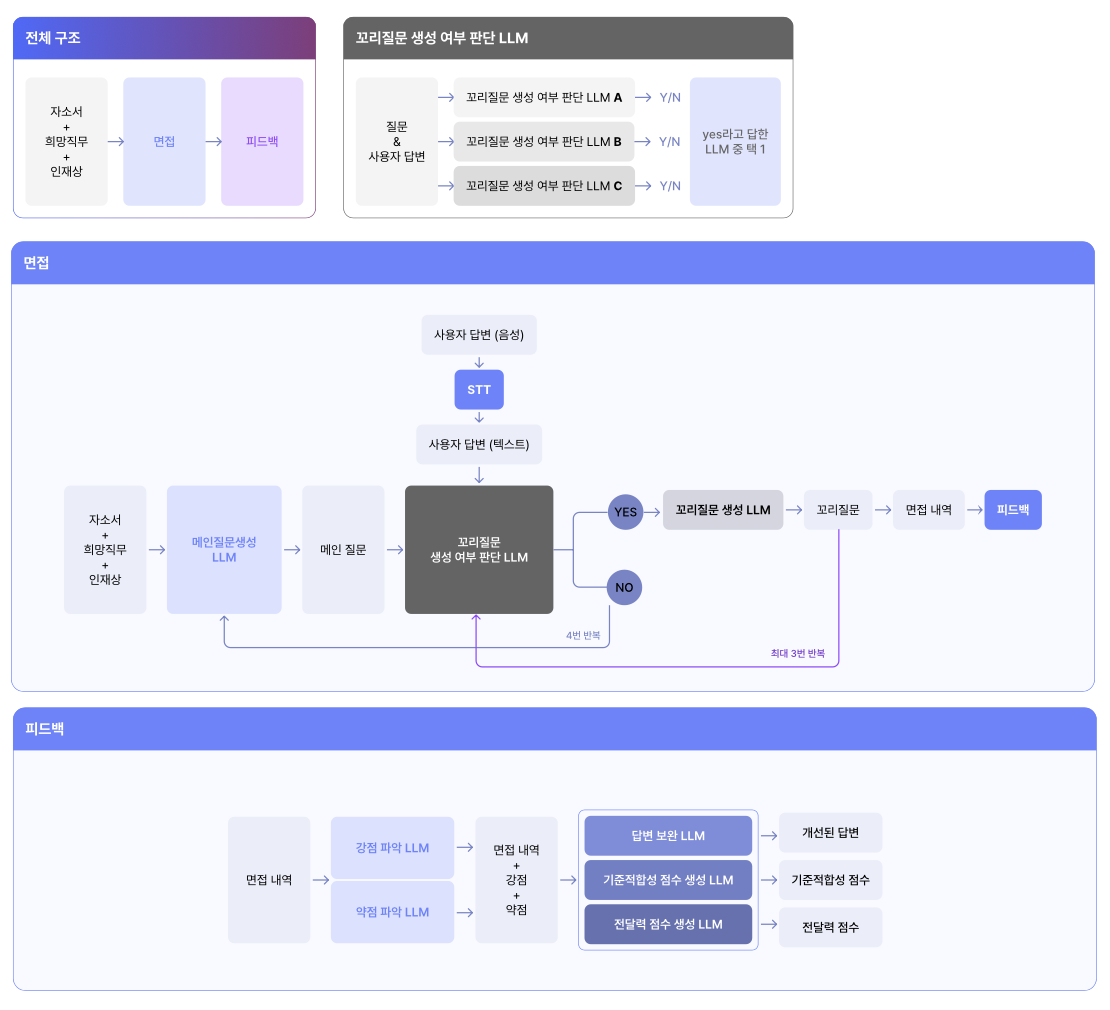 전체 구조
자소서
+
희망직무
+
인재상
면접
피드백
꼬리질문 생성 여부 판단 LLM
질문
&
사용자 답변
꼬리질문 생성 여부 판단 LLM A
Y/N
꼬리질문 생성 여부 판단 LLM B
Y/N
꼬리질문 생성 여부 판단 LLM C
Y/N
yes라고 답한
LLM 중 택 1
면접
사용자 답변 (음성)
STT
사용자 답변 (텍스트)
자소서
+
희망직무
+
인재상
메인질문생성
LLM
메인 질문
꼬리질문
생성 여부 판단 LLM
YES
NO
꼬리질문 생성 LLM
꼬리질문
면접 내역
피드백
4번 반복
최대 3번 반복
피드백
면접 내역
강점 파악 LLM
약점 파악 LLM
면접 내역
+
강점
+
약점
답변 보완 LLM
기준적합성 점수 생성 LLM
전달력 점수 생성 LLM
개선된 답변
기준적합성 점수
전달력 점수